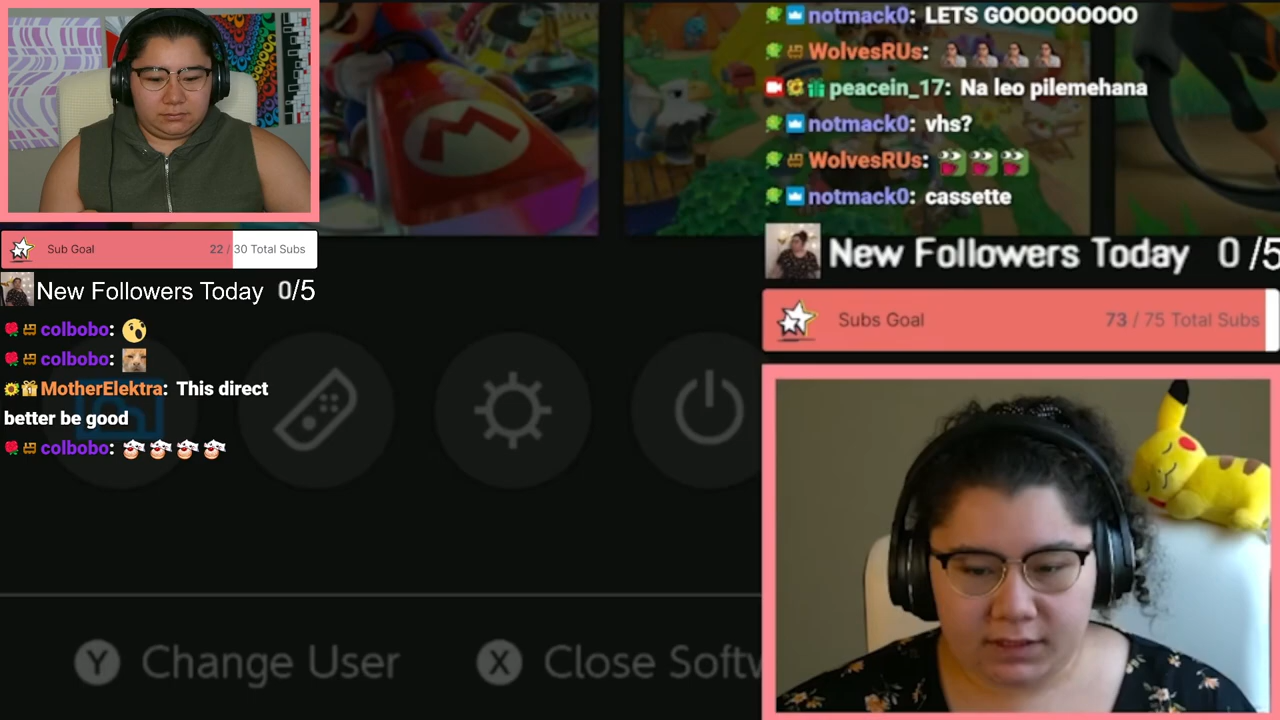 Sub Goal 22 / 30 Total Subs
New Followers Today 0/5
colbobo:
colbobo:
MotherElektra: This direct
better be good
colbobo:
notmack0: LETS GOOOOOOOOO
WolvesRUs:
peacein_17: Na leo pilemehana
notmack0: vhs?
WolvesRUs:
notmack0: cassette
New Followers Today 0 /5
Subs Goal 73 / 75 Total Subs
M
Y Change User X Close Softw